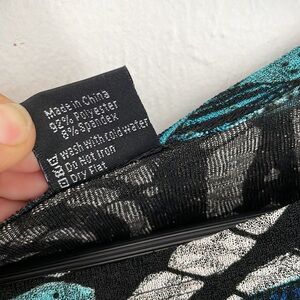 Made in China
92% Polyester
8% Spandex
wash with cold water
Do Not Iron
Dry Flat